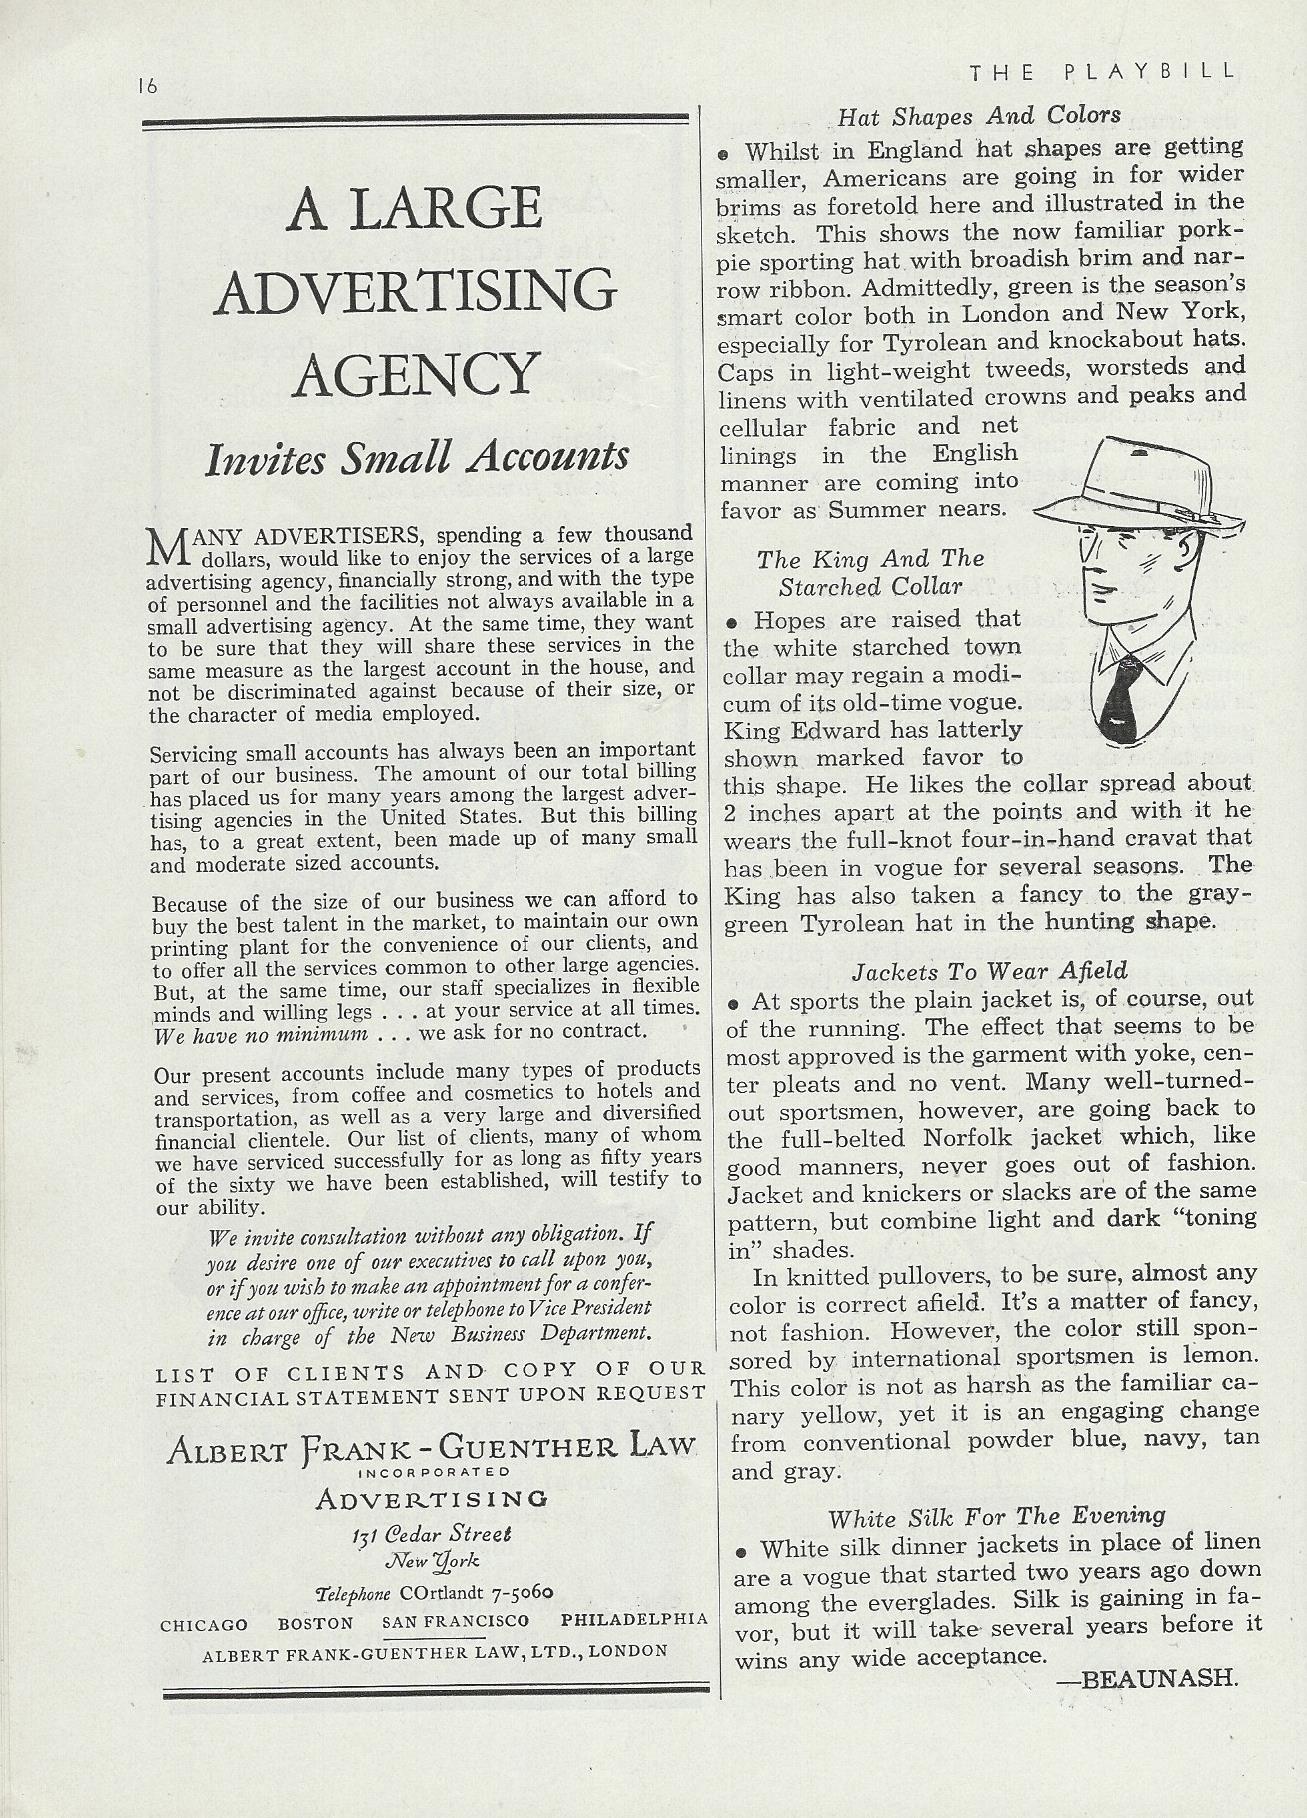 16
THE PLAYBILL
A LARGE
ADVERTISING
AGENCY
Invites Small Accounts
MANY ADVERTISERS, spending a few thousand
dollars, would like to enjoy the services of a large
advertising agency, financially strong, and with the type
of personnel and the facilities not always available in a
small advertising agency. At the same time, they want
to be sure that they will share these services in the
same measure as the largest account in the house, and
not be discriminated against because of their size, or
the character of media employed.
Servicing small accounts has always been an important
part of our business. The amount of our total billing
has placed us for many years among the largest adver-
tising agencies in the United States. But this billing
has, to a great extent, been made up of many small
and moderate sized accounts.
Because of the size of our business we can afford to
buy the best talent in the market, to maintain our own
printing plant for the convenience of our clients, and
to offer all the services common to other large agencies.
But, at the same time, our staff specializes in flexible
minds and willing legs . . . at your service at all times.
We have no minimum . . . we ask for no contract.
Our present accounts include many types of products
and services, from coffee and cosmetics to hotels and
transportation, as well as a very large and diversified
financial clientele. Our list of clients, many of whom
we have serviced successfully for as long as fifty years
of the sixty we have been established, will testify to
our ability.
We invite consultation without any obligation. If
you desire one of our executives to call upon you,
or if you wish to make an appointment for a confer-
ence at our office, write or telephone to Vice President
in charge of the New Business Department.
LIST OF CLIENTS AND COPY OF OUR
FINANCIAL STATEMENT SENT UPON REQUEST
ALBERT FRANK - GUENTHER LAW
INCORPORATED
ADVERTISING
131 Cedar Street
New York
Telephone COrtlandt 7-5060
CHICAGO BOSTON SAN FRANCISCO PHILADELPHIA
ALBERT FRANK-GUENTHER LAW, LTD., LONDON
Hat Shapes And Colors
• Whilst in England hat shapes are getting
smaller, Americans are going in for wider
brims as foretold here and illustrated in the
sketch. This shows the now familiar pork-
pie sporting hat with broadish brim and nar-
row ribbon. Admittedly, green is the season's
smart color both in London and New York,
especially for Tyrolean and knockabout hats.
Caps in light-weight tweeds, worsteds and
linens with ventilated crowns and peaks and
cellular fabric and net
linings in the English
manner are coming into
favor as Summer nears.
The King And The
Starched Collar
• Hopes are raised that
the white starched town
collar may regain a modi-
cum of its old-time vogue.
King Edward has latterly
shown marked favor to
this shape. He likes the collar spread about
2 inches apart at the points and with it he
wears the full-knot four-in-hand cravat that
has been in vogue for several seasons. The
King has also taken a fancy to the gray-
green Tyrolean hat in the hunting shape.
Jackets To Wear Afield
• At sports the plain jacket is, of course, out
of the running. The effect that seems to be
most approved is the garment with yoke, cen-
ter pleats and no vent. Many well-turned-
out sportsmen, however, are going back to
the full-belted Norfolk jacket which, like
good manners, never goes out of fashion.
Jacket and knickers or slacks are of the same
pattern, but combine light and dark “toning
in” shades.
In knitted pullovers, to be sure, almost any
color is correct afield. It's a matter of fancy,
not fashion. However, the color still spon-
sored by international sportsmen is lemon.
This color is not as harsh as the familiar ca-
nary yellow, yet it is an engaging change
from conventional powder blue, navy, tan
and gray.
White Silk For The Evening
• White silk dinner jackets in place of linen
are a vogue that started two years ago down
among the everglades. Silk is gaining in fa-
vor, but it will take several years before it
wins any wide acceptance.
—BEAUNASH.